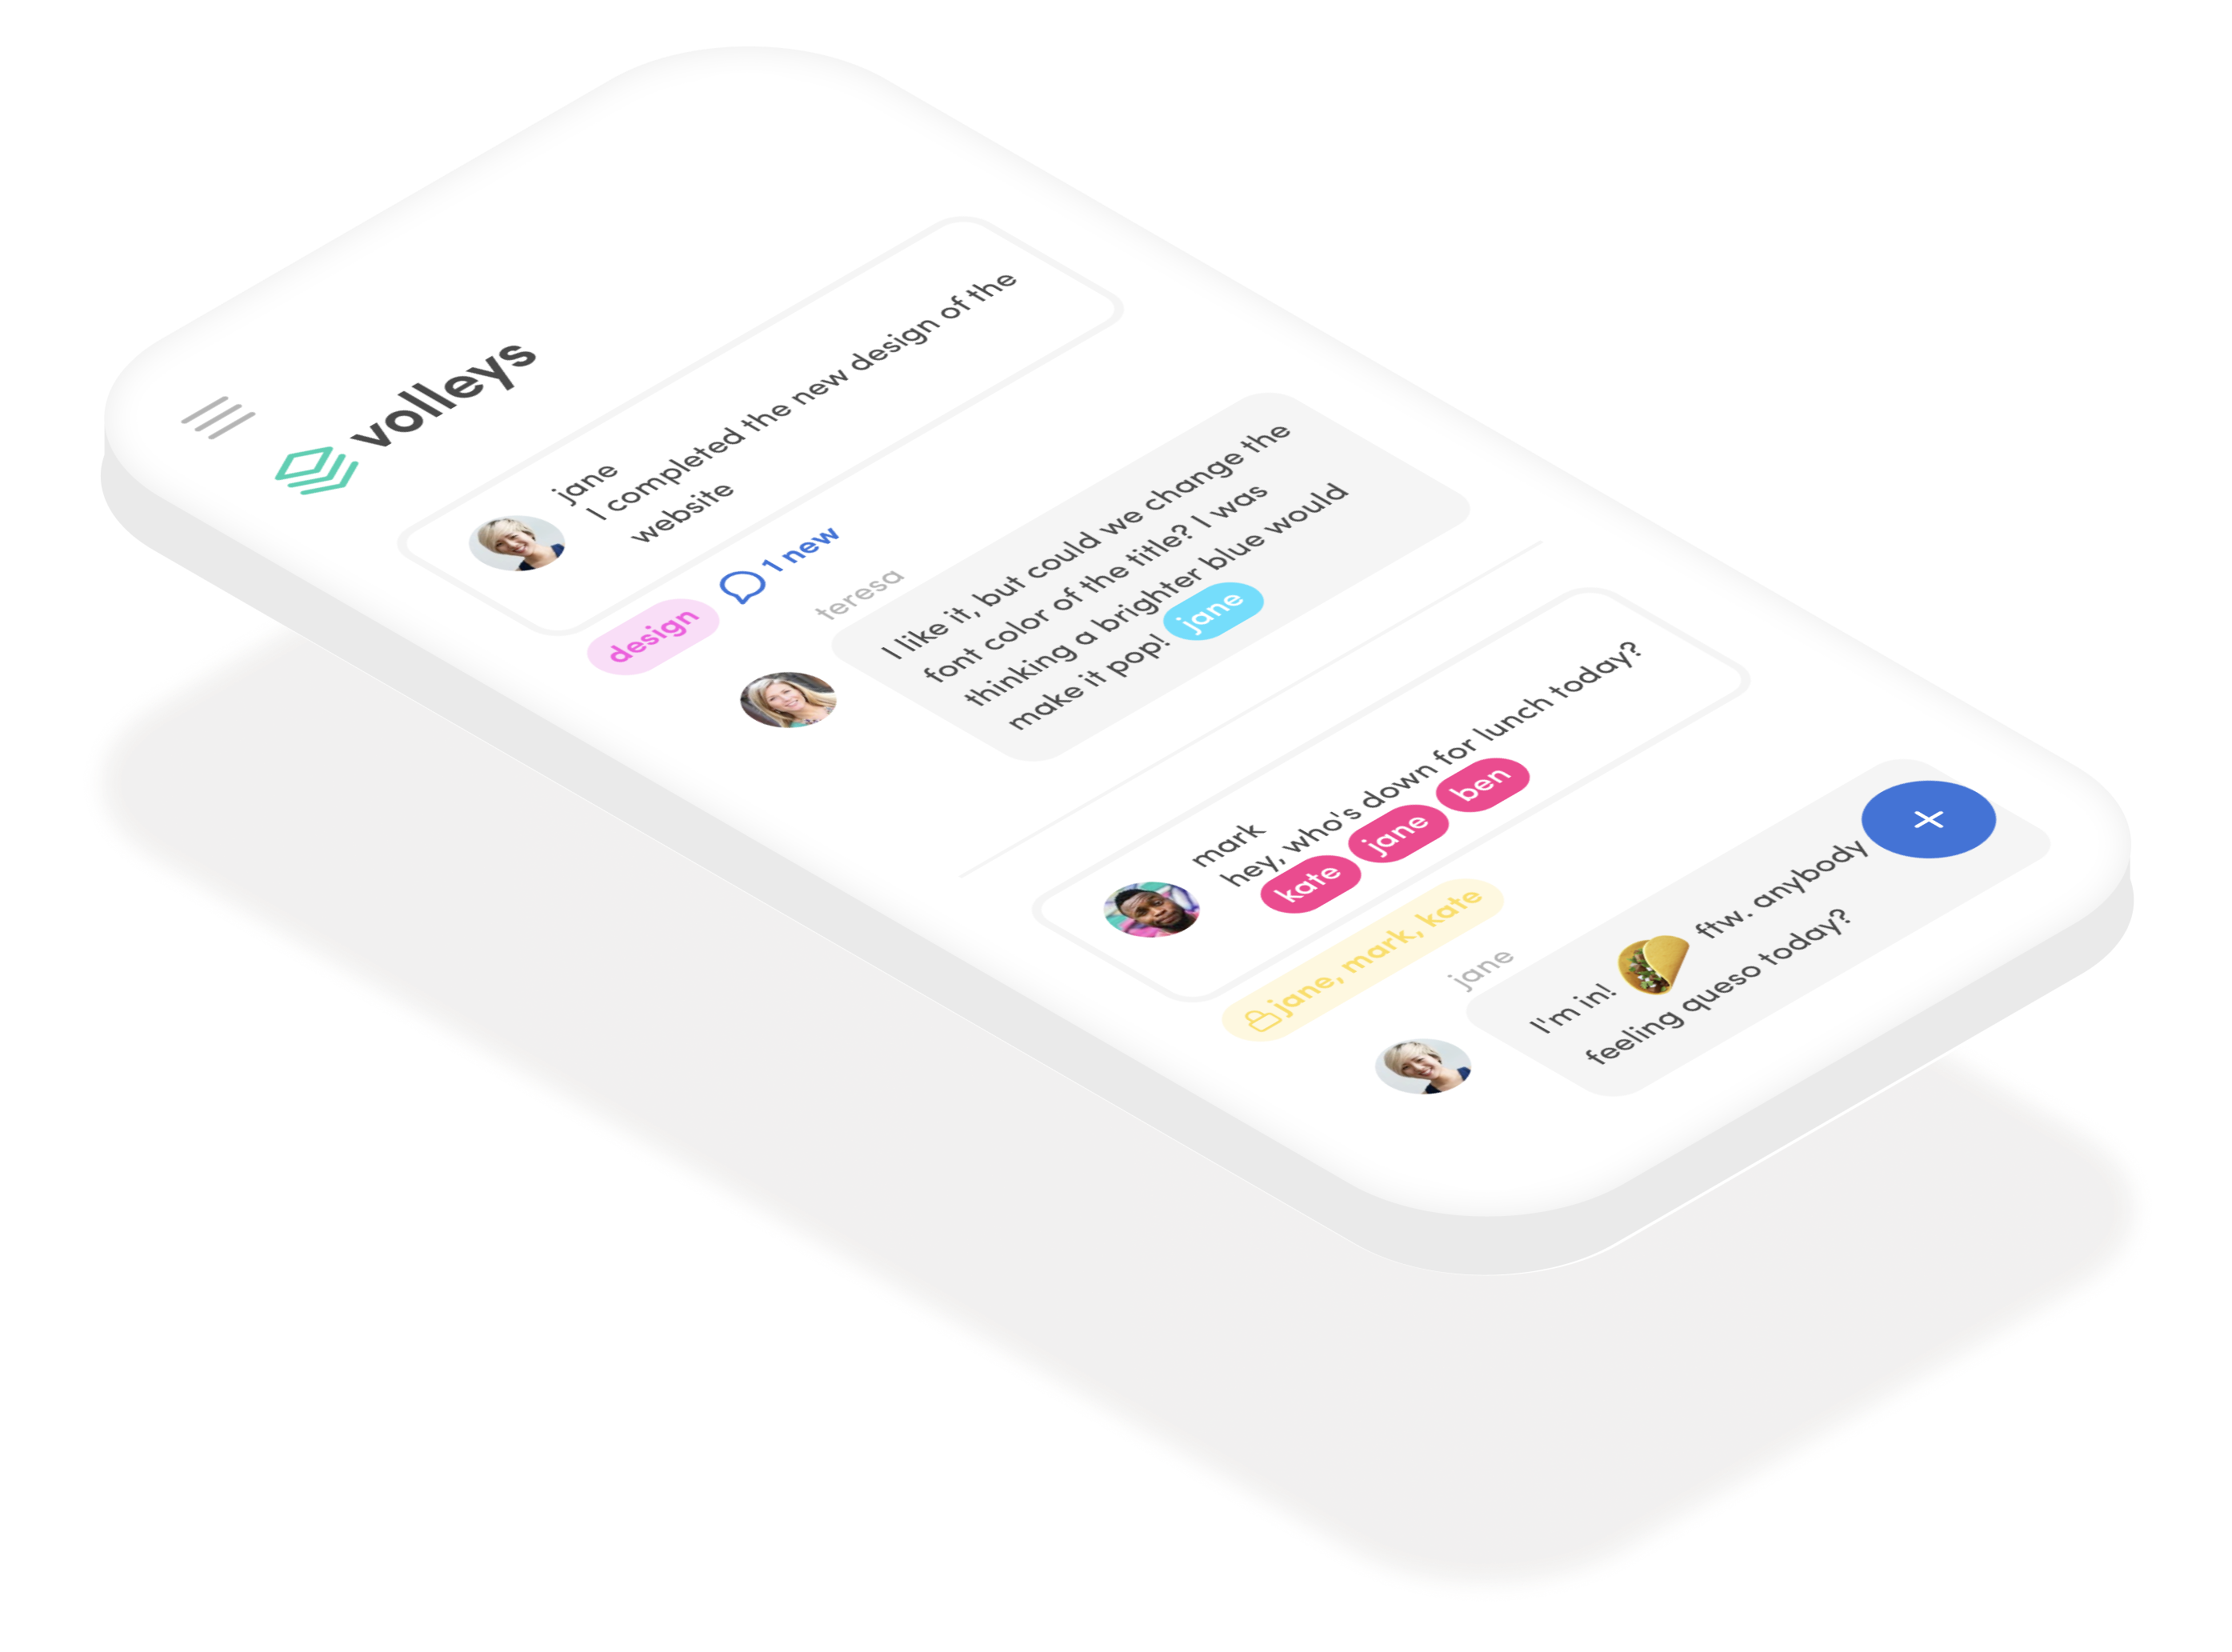 volleys
jane
I completed the new design of the
website
design
1 new
teresa
I like it, but could we change the
font color of the title? I was
thinking a brighter blue would
make it pop! jane
mark
hey, who's down for lunch today?
kate jane ben
jane, mark, kate
jane
I'm in! ftw. anybody
feeling queso today?
+